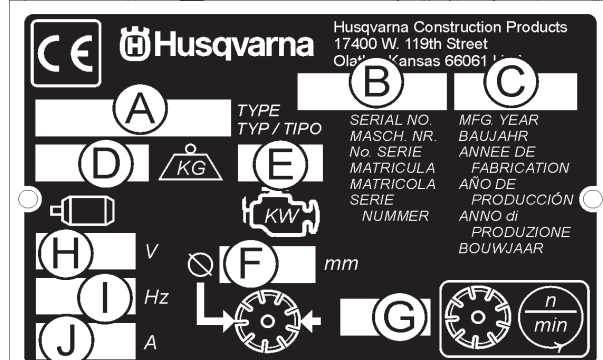 CE
Husqvarna
Husqvarna Construction Products
17400 W. 119th Street
Kansas 66061
A
B
C
TYPE
TYP / TIPO
SERIAL NO.
MASCH. NR.
No. SERIE
MATRICULA
MATRICOLA
SERIE
NUMMER
MFG. YEAR
BAUJAHR
ANNEE DE
FABRICATION
AÑO DE
PRODUCCIÓN
ANNO di
PRODUZIONE
BOUWJAAR
D
KG
E
KW
H
V
F
mm
I
Hz
J
A
G
n
min